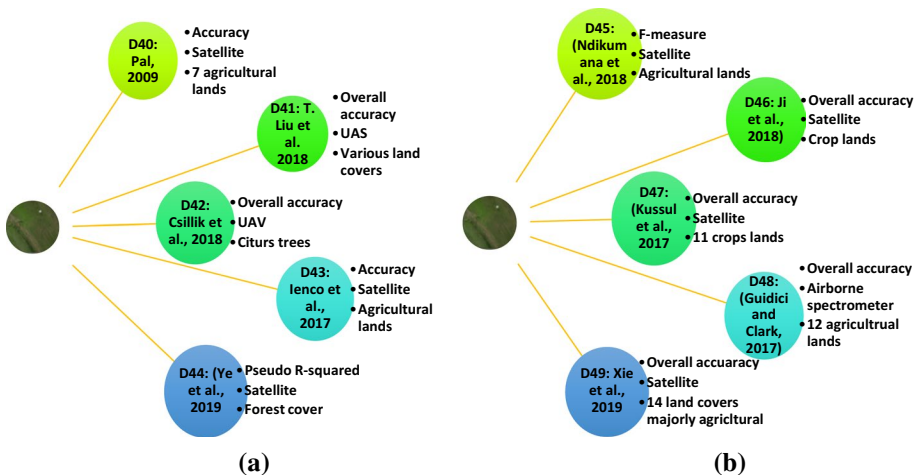 D40:
Pal,
2009
• Accuracy
• Satellite
• 7 agricultural
lands
D41: T.
Liu et
al.
2018
• Overall
accuracy
• UAS
• Various land
covers
D42:
Csillik et
al., 2018
• Overall accuracy
• UAV
• Citurs trees
D43:
Ienco et
al.,
2017
• Accuracy
• Satellite
• Agricultural
lands
D44: (Ye
et al.,
2019
• Pseudo R-squared
• Satellite
• Forest cover
(a)
D45:
(Ndikum
ana et
al., 2018
• F-measure
• Satellite
• Agricultural lands
D46: Ji
et al.,
2018)
• Overall accuracy
• Satellite
• Crop lands
D47:
(Kussul
et al.,
2017
• Overall accuracy
• Satellite
• 11 crops lands
D48:
(Guidici
and
Clark,
2017)
• Overall accuracy
• Airborne
spectrometer
• 12 agricultrual
lands
D49: Xie
et al.,
2019
• Overall accuaracy
• Satellite
• 14 land covers
majorly agricltural
(b)